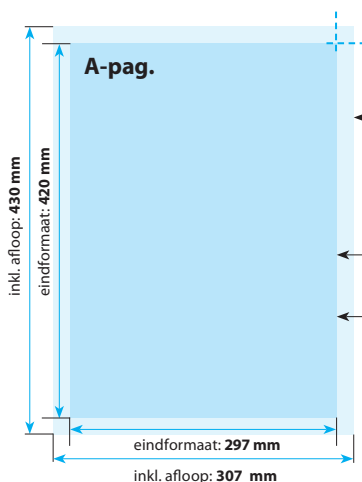 A-pag.
inkl. afloop: 430 mm
eindformaat: 420 mm
eindformaat: 297 mm
inkl. afloop: 307 mm